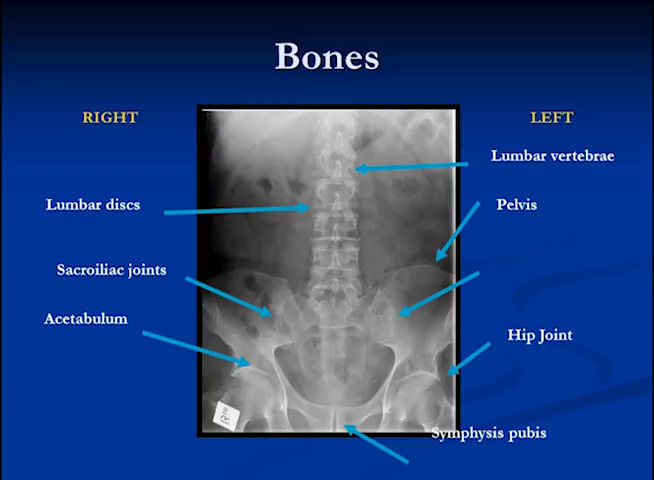 Bones
RIGHT
LEFT
Lumbar vertebrae
Lumbar discs
Pelvis
Sacroiliac joints
Acetabulum
Hip Joint
Symphysis pubis